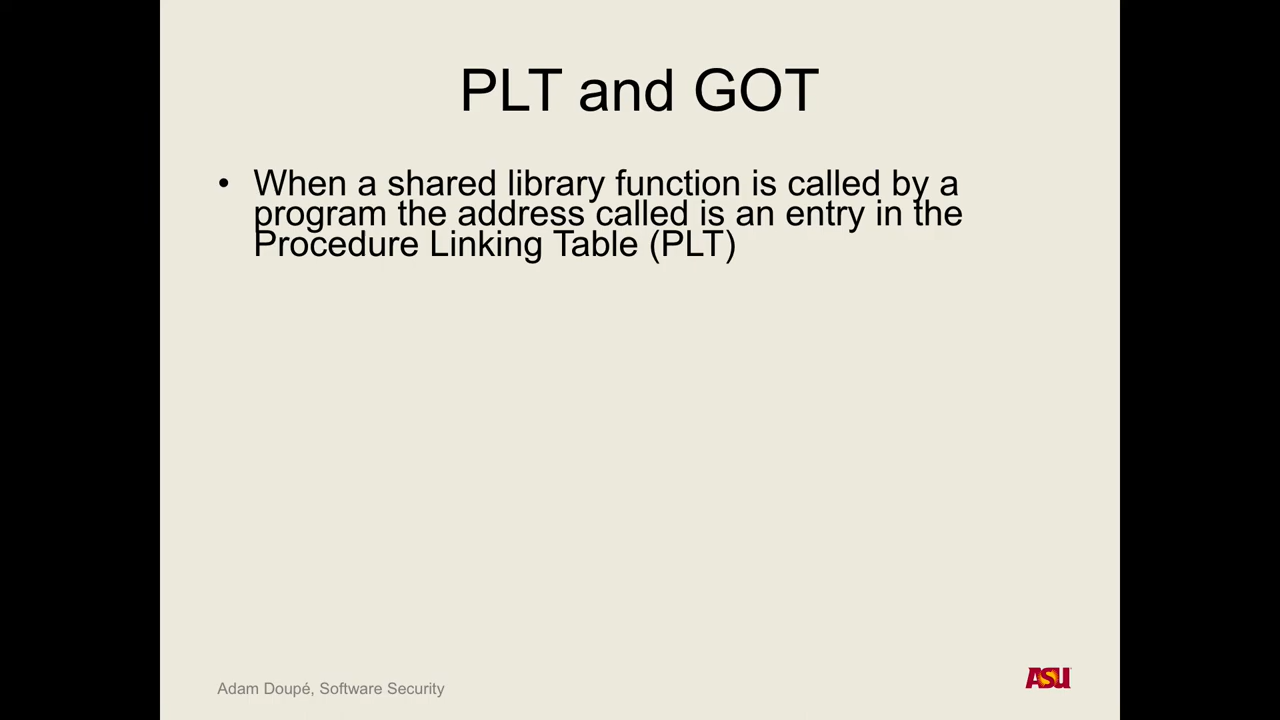 PLT and GOT
• When a shared library function is called by a
program the address called is an entry in the
Procedure Linking Table (PLT)
Adam Doupé, Software Security
ASU